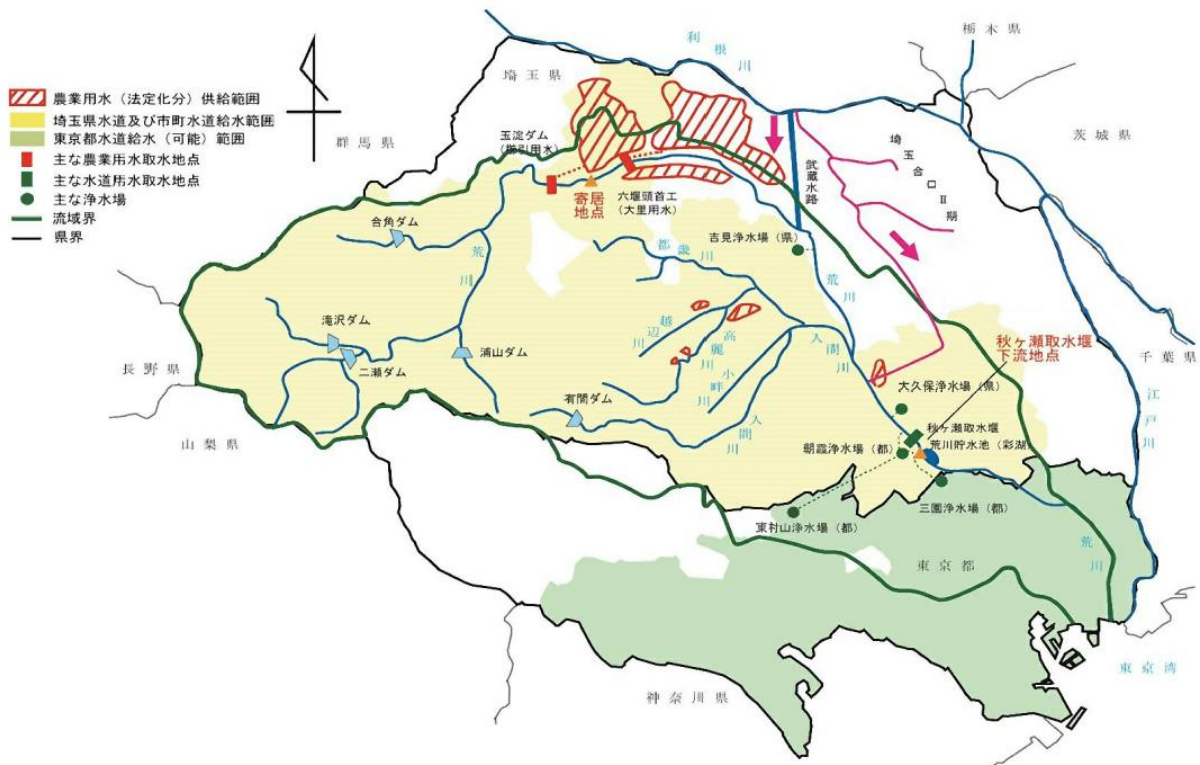 栃木県
利根川
埼玉県
農業用水(法定化分)供給範囲
埼玉県水道及び市町水道給水範囲
東京都水道給水(可能)範囲
主な農業用水取水地点
主な水道用水取水地点
主な浄水場
流域界
県界
群馬県
茨城県
玉淀ダム
(櫛引用水)
寄居
地点
六堰頭首工
(大里用水)
武蔵水路
埼玉合口Ⅱ期
合角ダム
荒川
都畿川
吉見浄水場(県)
荒川
滝沢ダム
二瀬ダム
浦山ダム
越辺川
高麗川
小畔川
入間川
秋ヶ瀬取水堰
下流地点
長野県
千葉県
江戸川
山梨県
有間ダム
入間川
大久保浄水場(県)
秋ヶ瀬取水堰
朝霞浄水場(都)
荒川貯水池(彩湖)
三園浄水場(都)
東村山浄水場(都)
荒川
東京都
東京湾
神奈川県